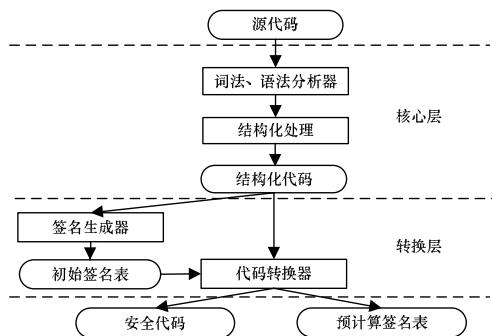 源代码
词法、语法分析器
结构化处理
核心层
结构化代码
签名生成器
转换层
初始签名表
代码转换器
安全代码
预计算签名表